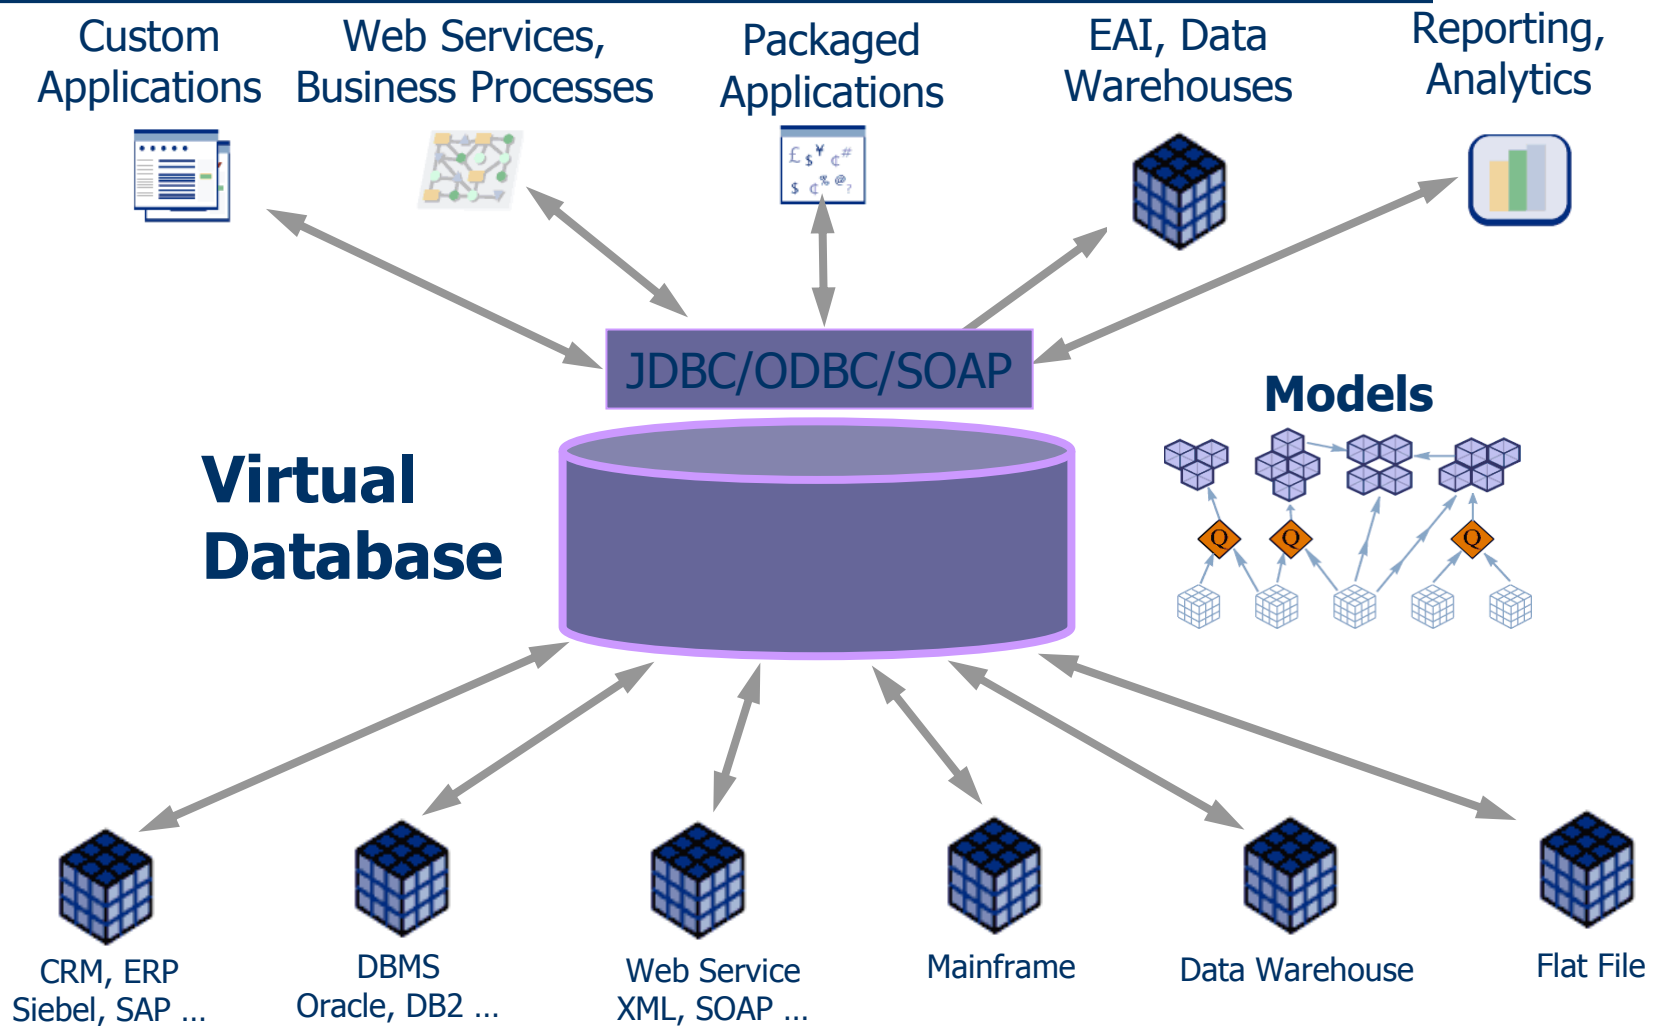 Custom
Applications
Web Services,
Business Processes
Packaged
Applications
EAI, Data
Warehouses
Reporting,
Analytics
£ $ ¥ ¢ #
$ ¢ % @ ?
JDBC/ODBC/SOAP
Models
Virtual
Database
Q Q Q
CRM, ERP
Siebel, SAP ...
DBMS
Oracle, DB2 ...
Web Service
XML, SOAP ...
Mainframe
Data Warehouse
Flat File